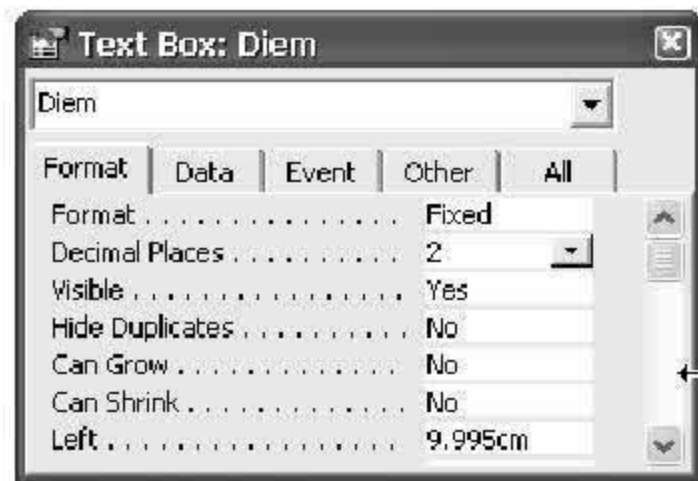 Text Box: Diem
Diem
Format Data Event Other All
Format . . . . . . . . . . . . . . . Fixed
Decimal Places . . . . . . . . . . 2
Visible . . . . . . . . . . . . . . . . Yes
Hide Duplicates . . . . . . . . . . No
Can Grow . . . . . . . . . . . . . No
Can Shrink . . . . . . . . . . . . . No
Left . . . . . . . . . . . . . . . . . . 9.995cm